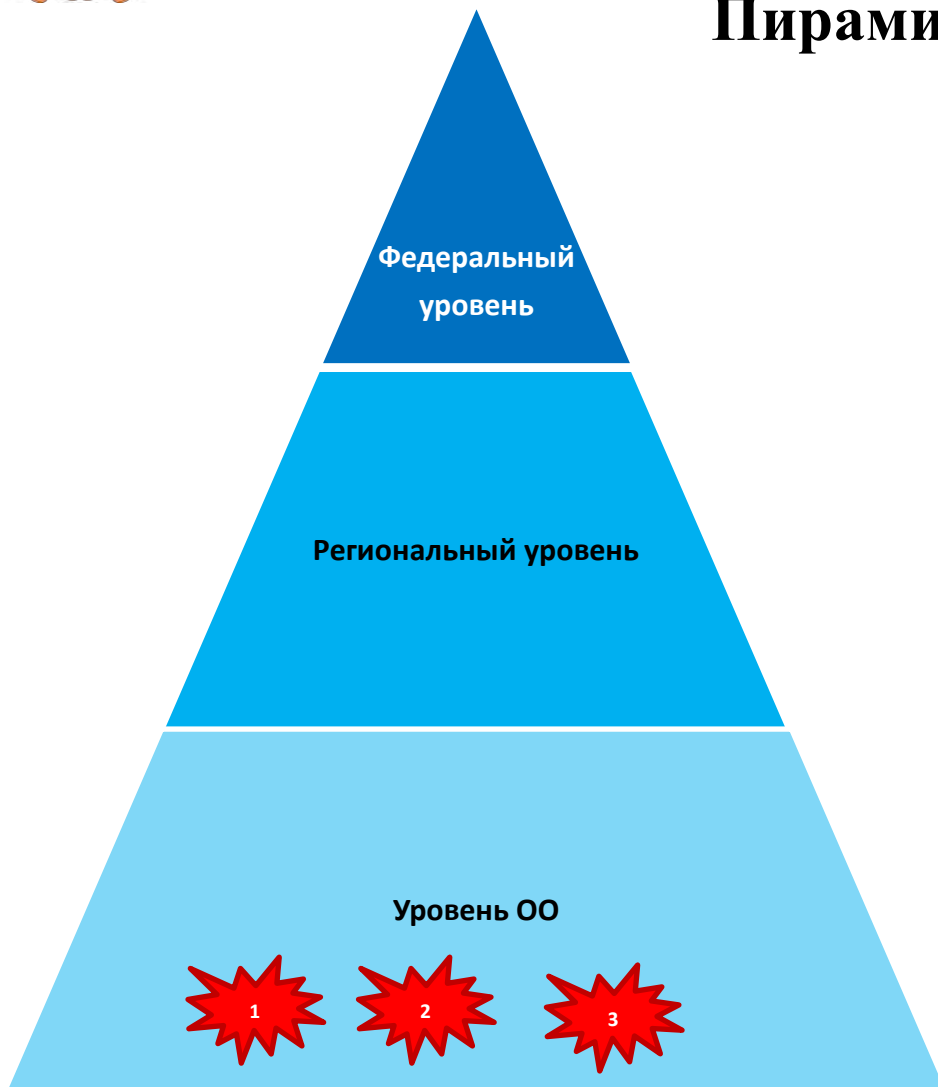 Пирами
Федеральный
уровень
Региональный уровень
Уровень ОО
1
2
3